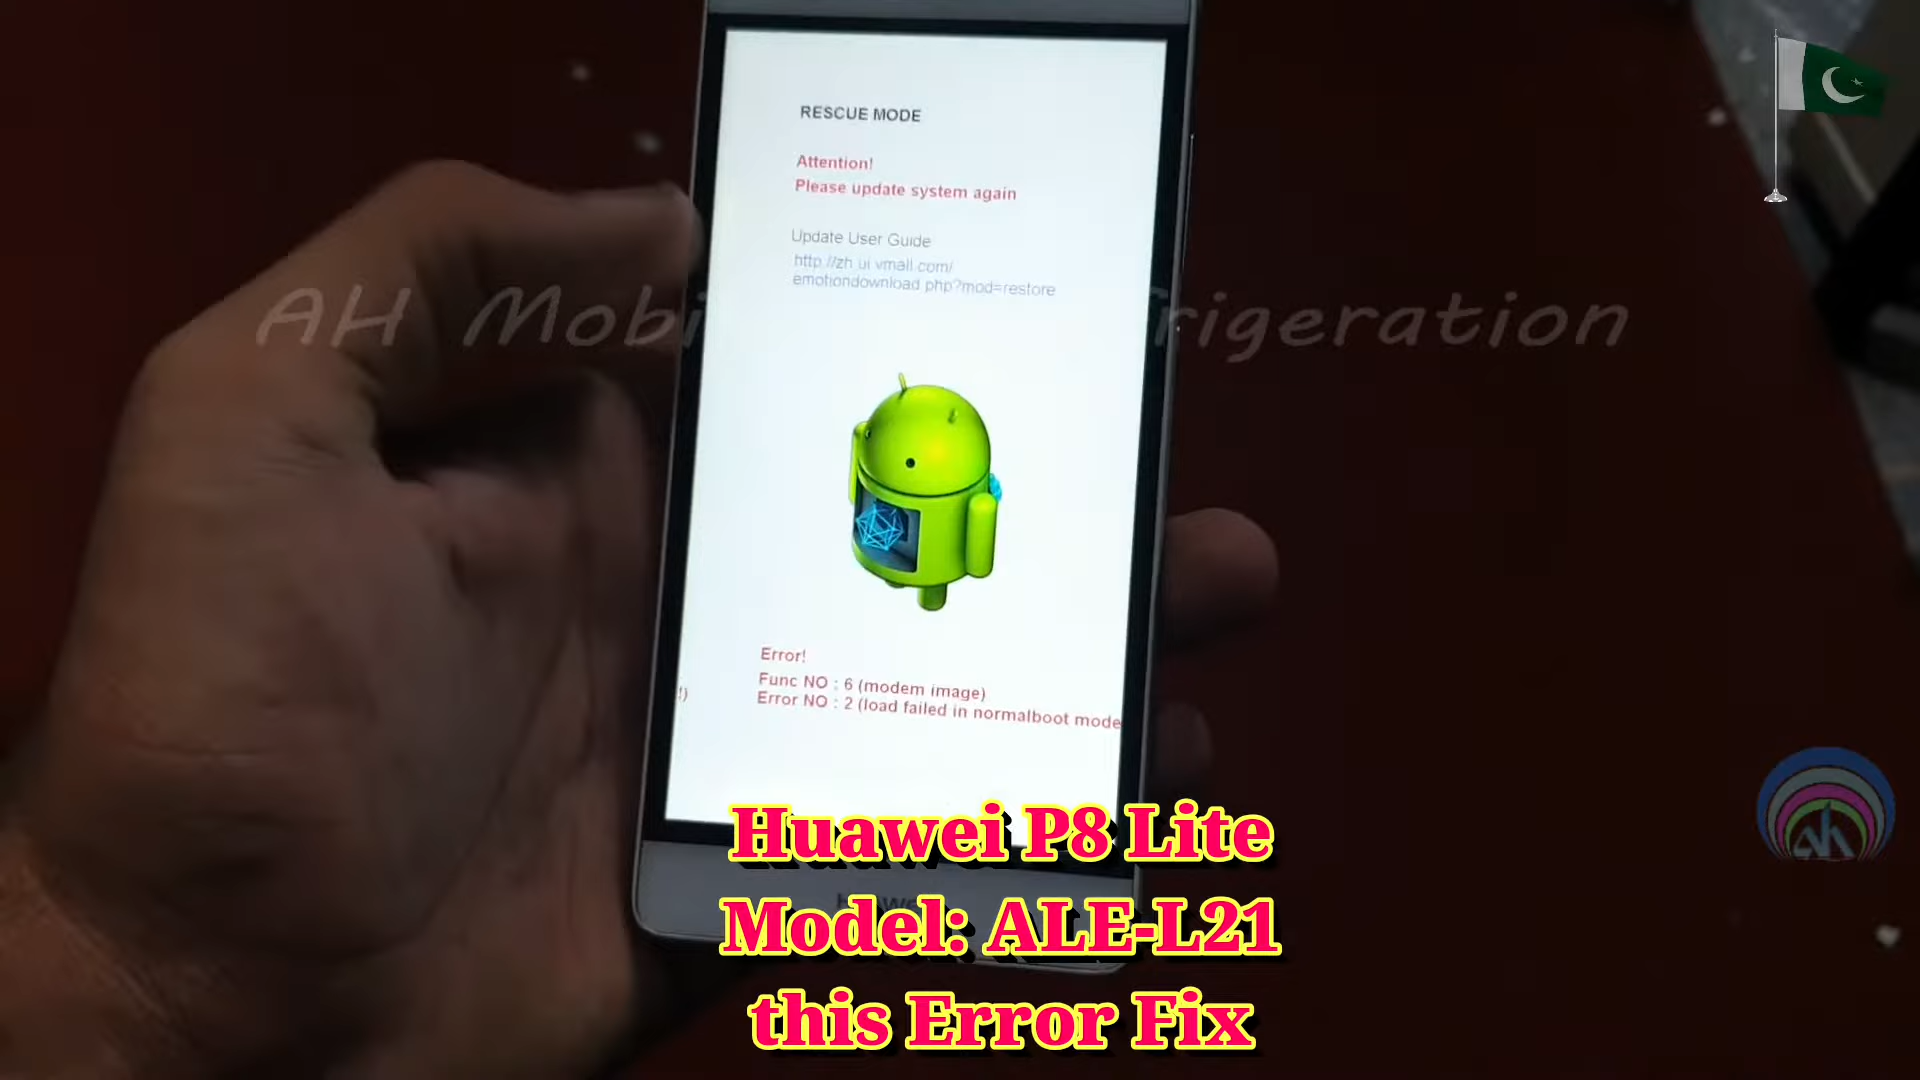 RESCUE MODE
Attention!
Please update system again
Update User Guide
http://zh.ui.vmall.com/
emotiondownload.php?mod=restore
AH Mobi
rigeration
Error!
Func NO : 6 (modem image)
Error NO : 2 (load failed in normalboot mode
!)
Huawei P8 Lite
Model: ALE-L21
this Error Fix